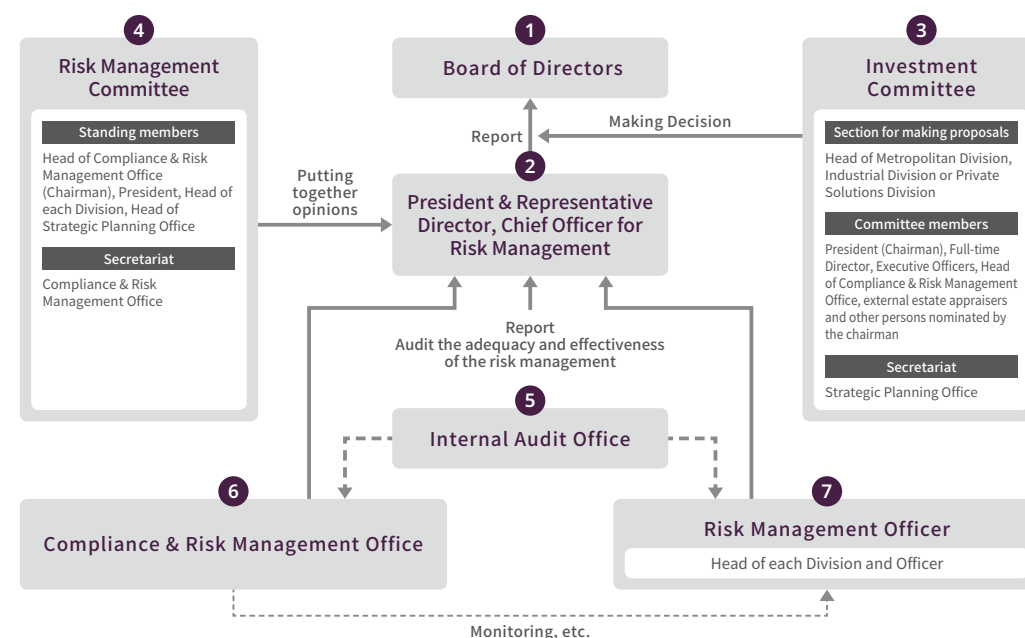 4
Risk Management
Committee
Standing members
Head of Compliance & Risk
Management Office
(Chairman), President, Head of
each Division, Head of
Strategic Planning Office
Secretariat
Compliance & Risk
Management Office
Putting
together
opinions
1
Board of Directors
Report
Making Decision
2
President & Representative
Director, Chief Officer for
Risk Management
3
Investment
Committee
Section for making proposals
Head of Metropolitan Division,
Industrial Division or Private
Solutions Division
Committee members
President (Chairman), Full-time
Director, Executive Officers, Head
of Compliance & Risk Management
Office, external estate appraisers
and other persons nominated by
the chairman
Secretariat
Strategic Planning Office
Report
Audit the adequacy and effectiveness
of the risk management
5
Internal Audit Office
6
Compliance & Risk Management Office
7
Risk Management Officer
Head of each Division and Officer
Monitoring, etc.